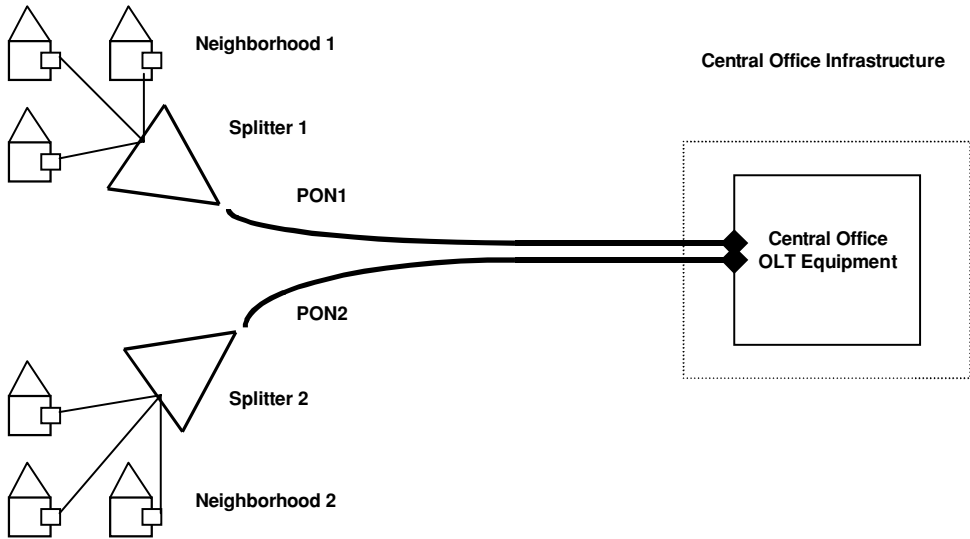 Neighborhood 1
Central Office Infrastructure
Splitter 1
PON1
Central Office
OLT Equipment
PON2
Splitter 2
Neighborhood 2